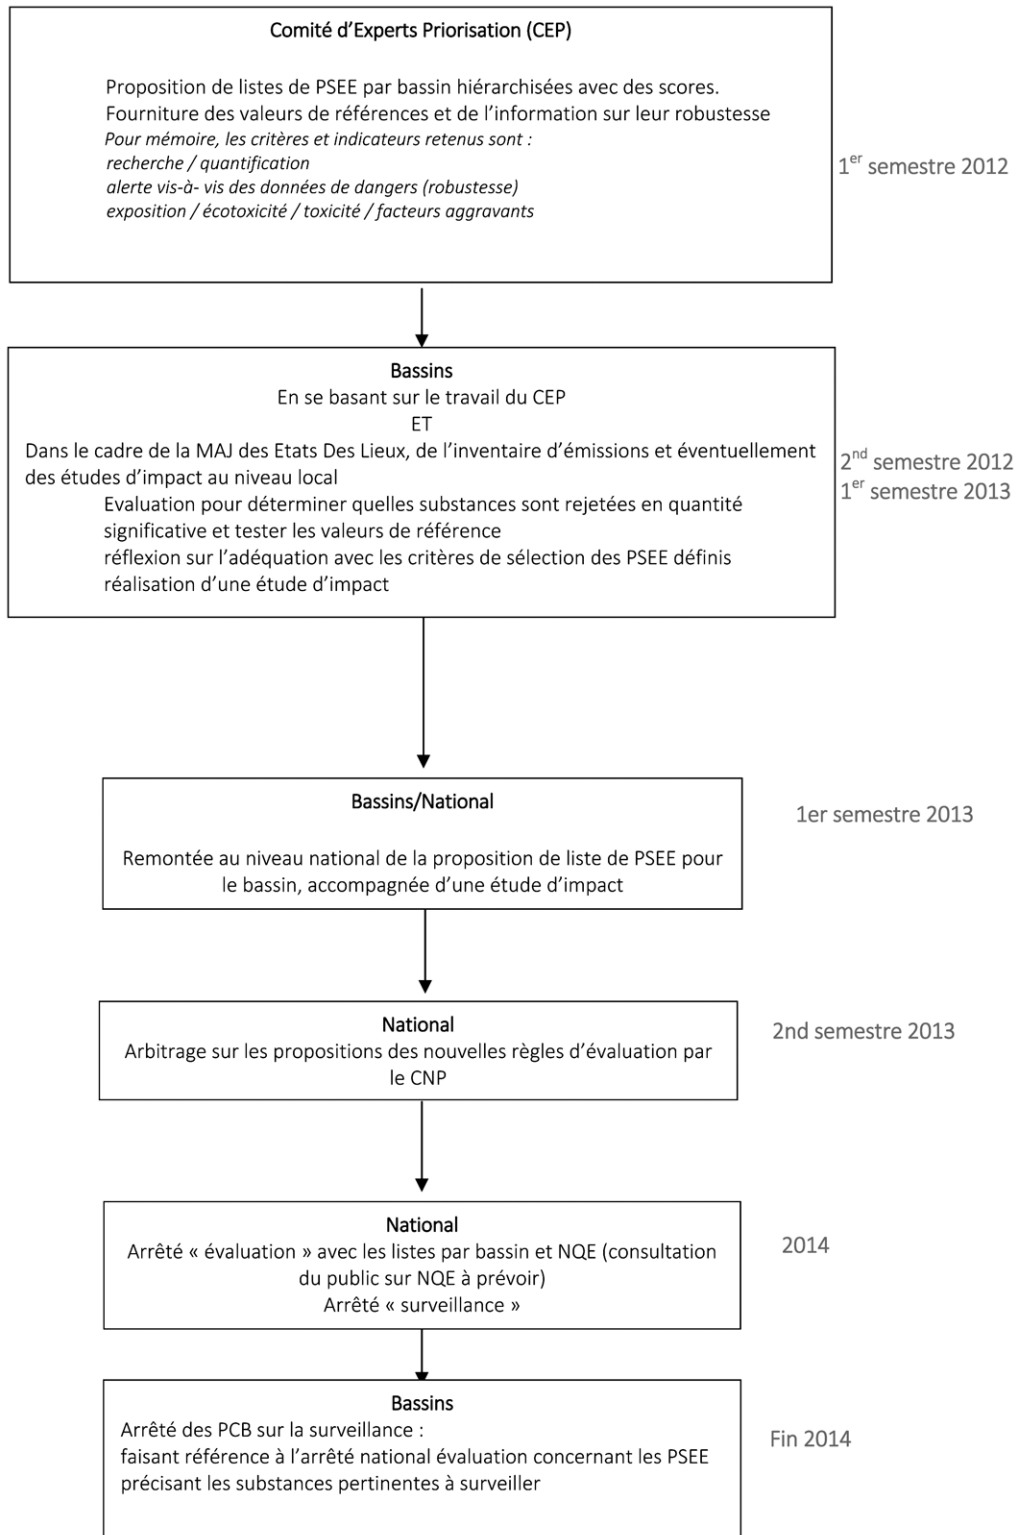 Comité d’Experts Priorisation (CEP)
Proposition de listes de PSEE par bassin hiérarchisées avec des scores.
Fourniture des valeurs de références et de l’information sur leur robustesse
Pour mémoire, les critères et indicateurs retenus sont :
recherche / quantification
alerte vis-à- vis des données de dangers (robustesse)
exposition / écotoxicité / toxicité / facteurs aggravants
1er semestre 2012
Bassins
En se basant sur le travail du CEP
ET
Dans le cadre de la MAJ des Etats Des Lieux, de l’inventaire d’émissions et éventuellement
des études d’impact au niveau local
Evaluation pour déterminer quelles substances sont rejetées en quantité
significative et tester les valeurs de référence
réflexion sur l’adéquation avec les critères de sélection des PSEE définis
réalisation d’une étude d’impact
2nd semestre 2012
1er semestre 2013
Bassins/National
Remontée au niveau national de la proposition de liste de PSEE pour
le bassin, accompagnée d’une étude d’impact
1er semestre 2013
National
Arbitrage sur les propositions des nouvelles règles d’évaluation par
le CNP
2nd semestre 2013
National
Arrêté « évaluation » avec les listes par bassin et NQE (consultation
du public sur NQE à prévoir)
Arrêté « surveillance »
2014
Bassins
Arrêté des PCB sur la surveillance :
faisant référence à l’arrêté national évaluation concernant les PSEE
précisant les substances pertinentes à surveiller
Fin 2014